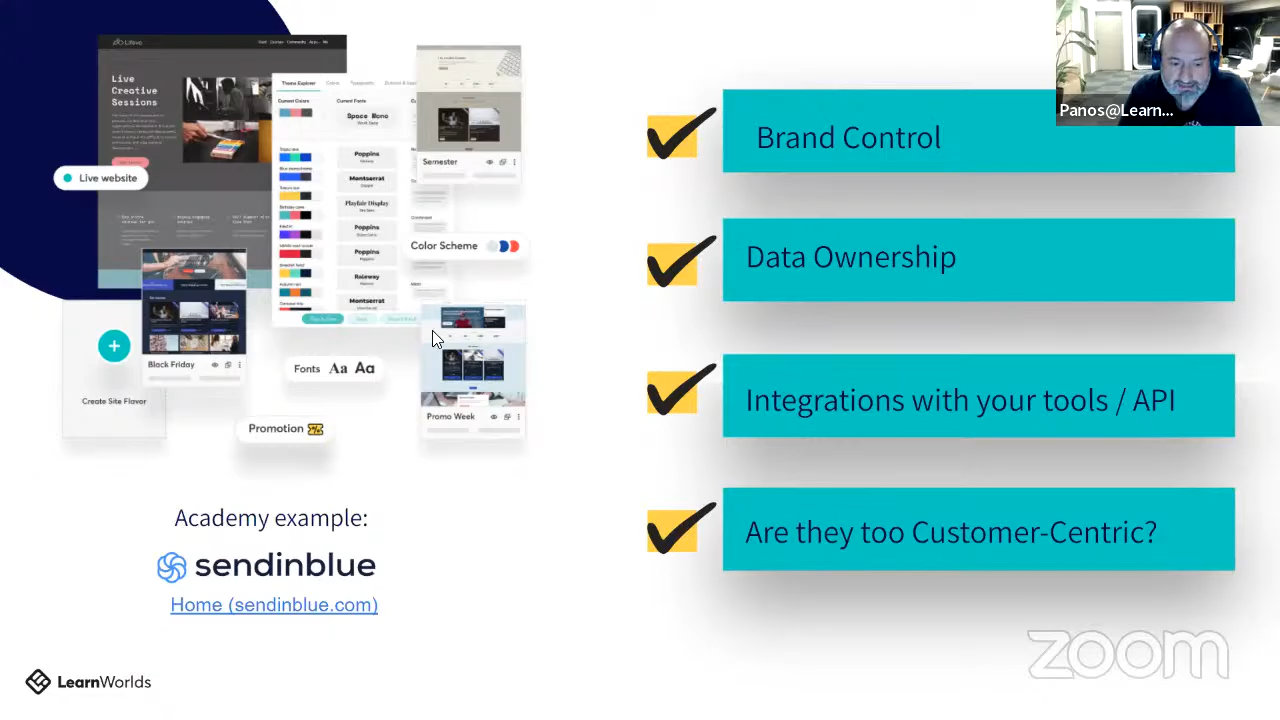 Panos@Learn...
Brand Control
Data Ownership
Integrations with your tools / API
Are they too Customer-Centric?
Live
Creative
Sessions
Live website
Theme Explorer
Current Colors
Current Fonts
Space Mono
Poppins
Montserrat
Playfair Display
Poppins
Poppins
Raleway
Montserrat
Semester
Color Scheme
Black Friday
Create Site Flavor
Fonts Aa Aa
Promo Week
Promotion
Academy example:
sendinblue
Home (sendinblue.com)
LearnWorlds
zoom